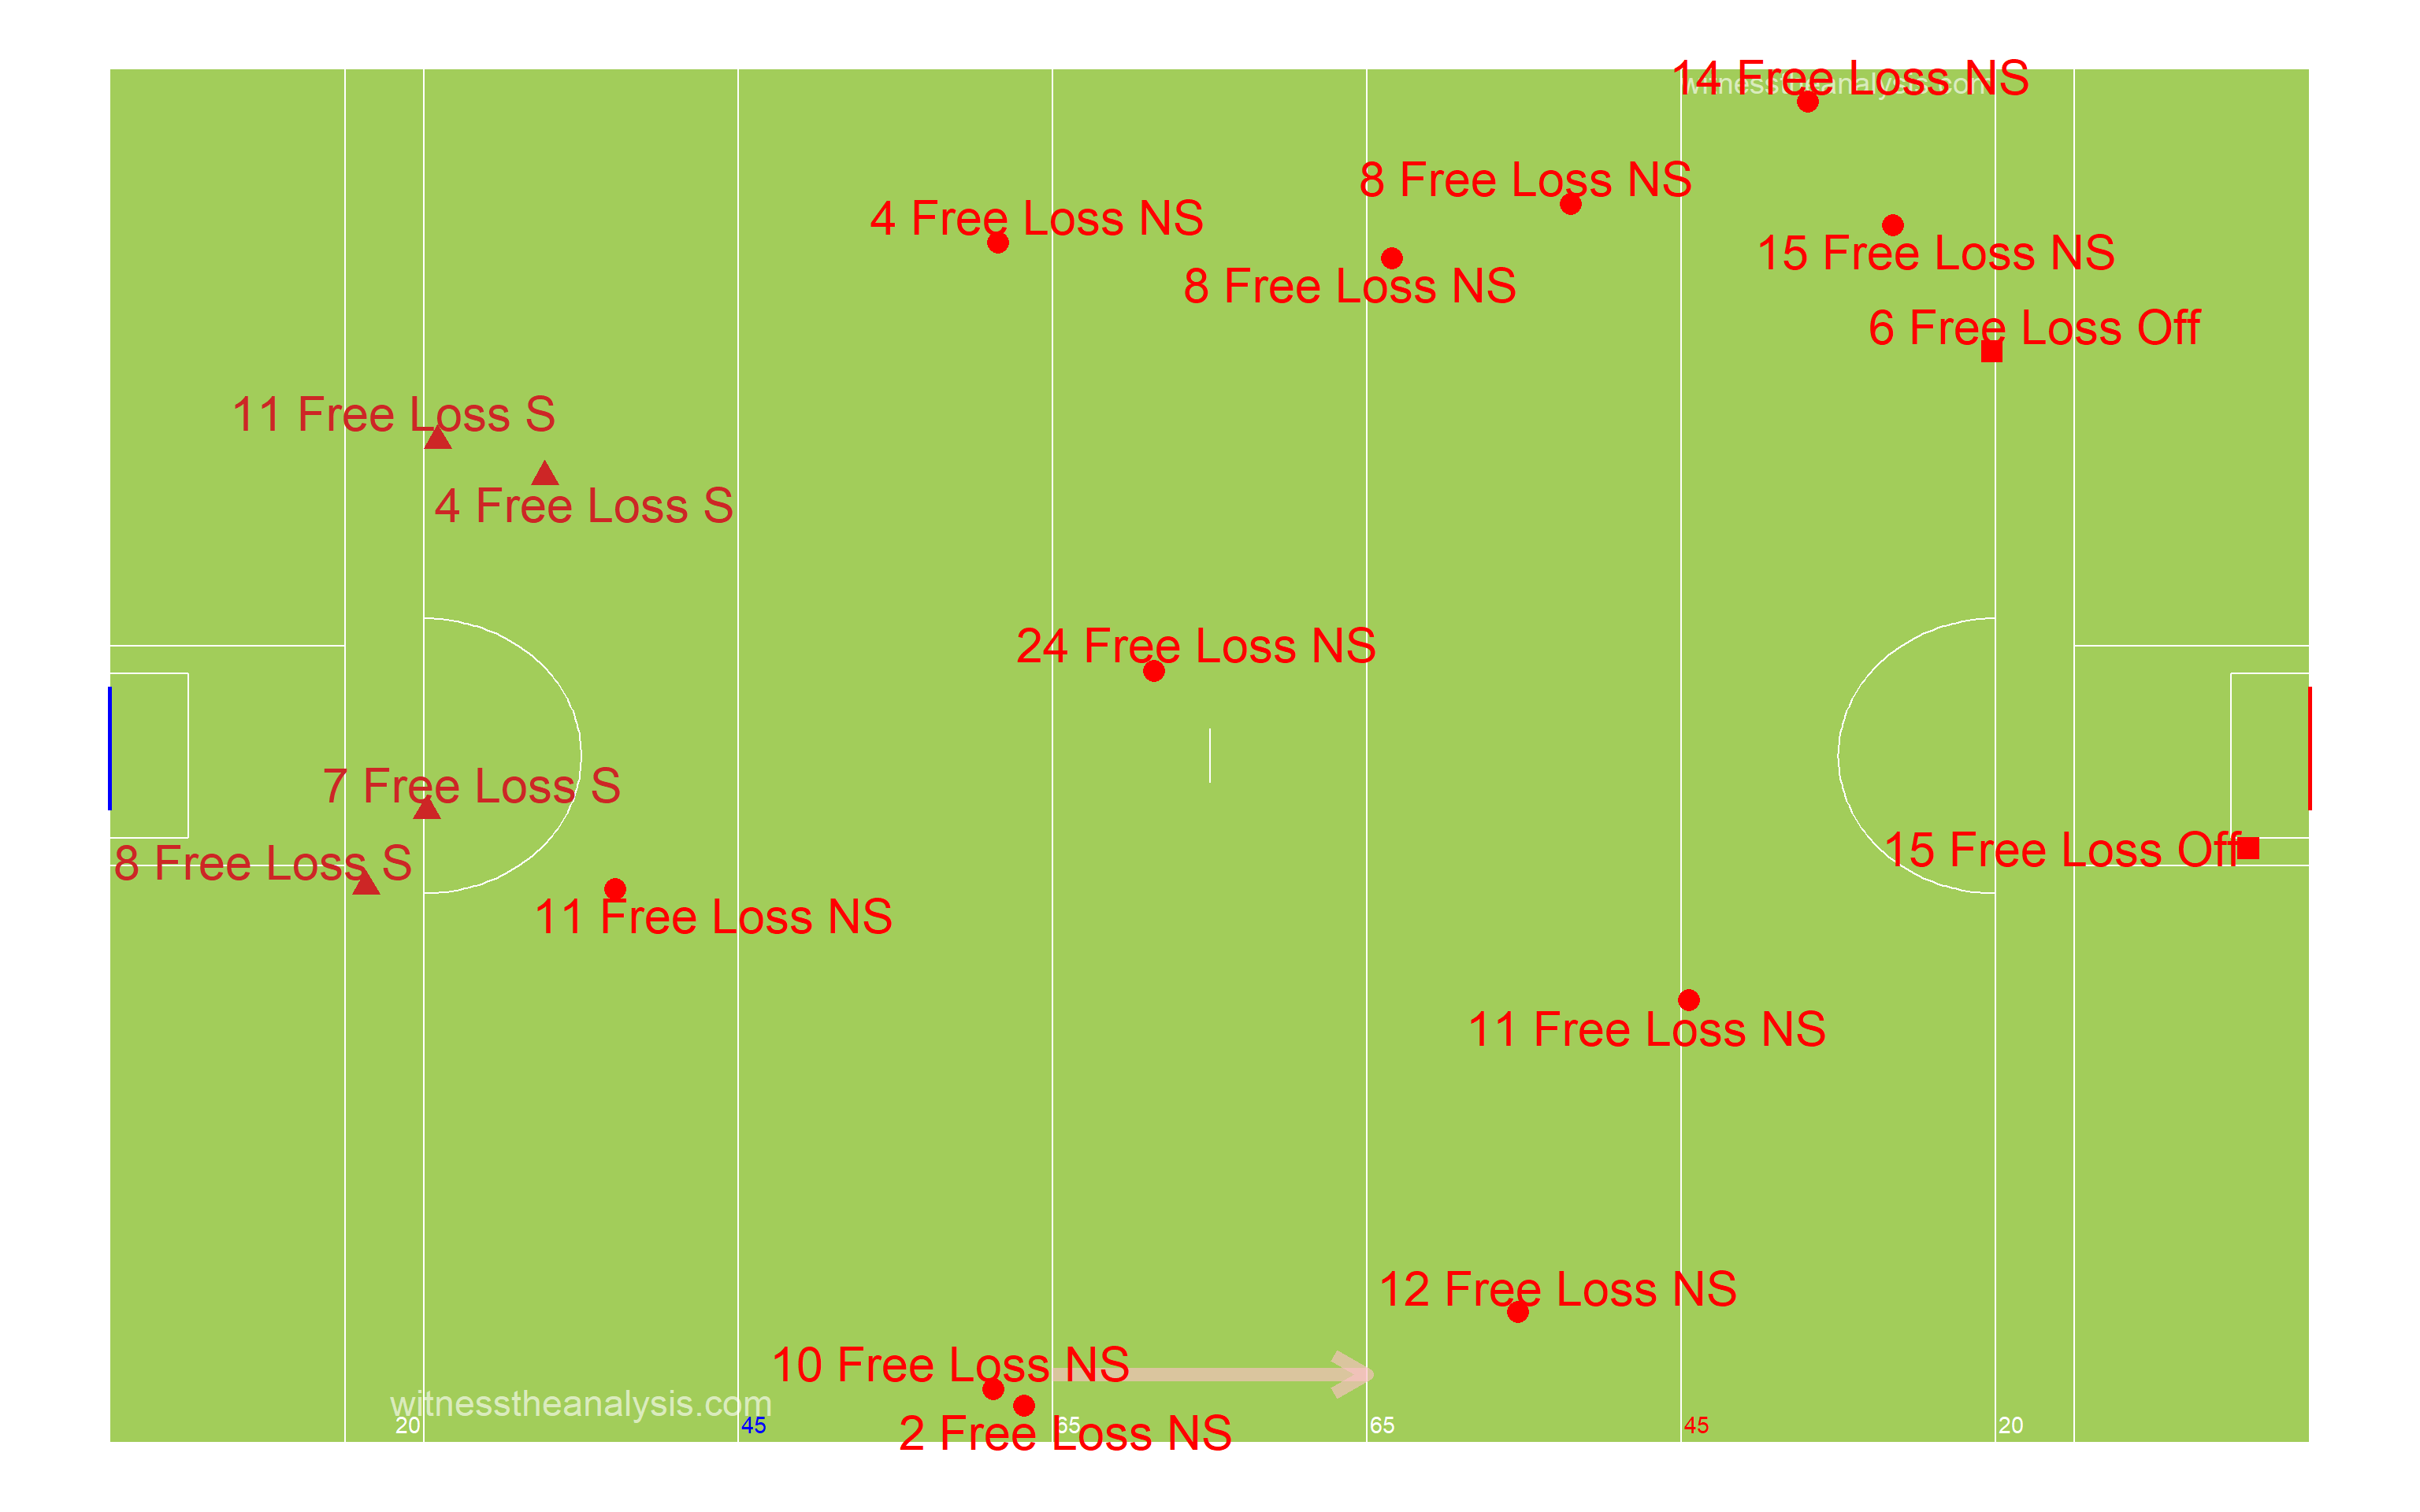 14 Free Loss NS
witnesstheanalysis.com
8 Free Loss NS
4 Free Loss NS
15 Free Loss NS
8 Free Loss NS
6 Free Loss Off
11 Free Loss S
4 Free Loss S
24 Free Loss NS
7 Free Loss S
15 Free Loss Off
8 Free Loss S
11 Free Loss NS
11 Free Loss NS
12 Free Loss NS
10 Free Loss NS
witnesstheanalysis.com
2 Free Loss NS
20 45 65 65 45 20